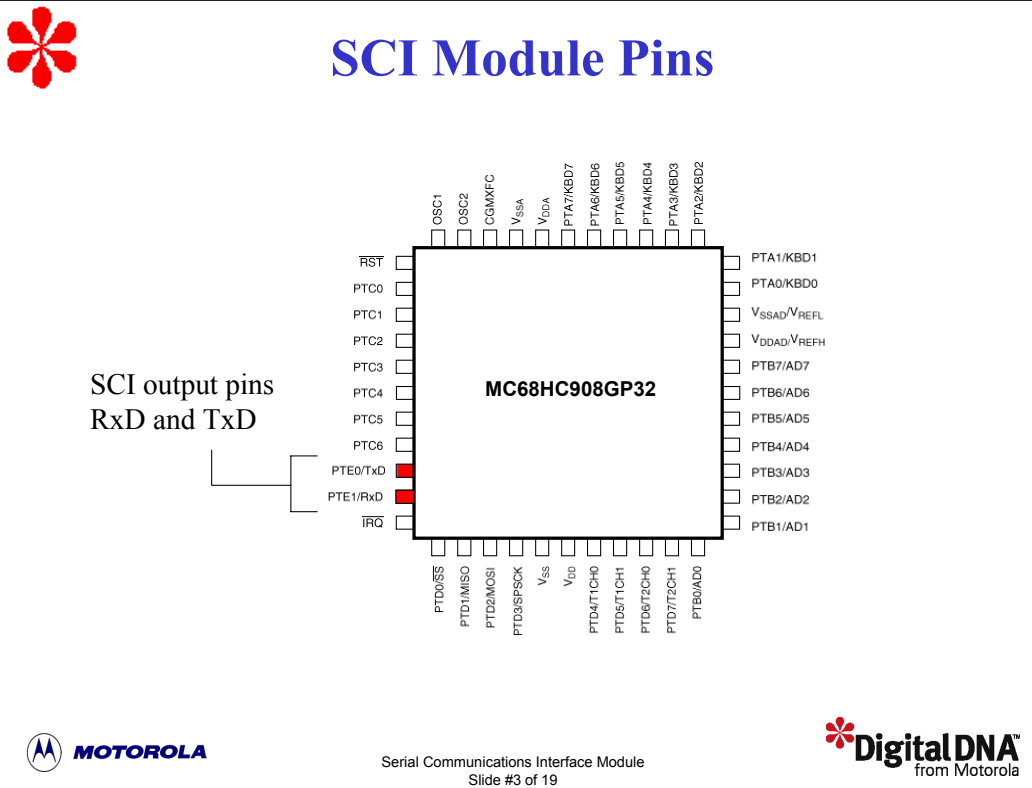 SCI Module Pins
OSC1
OSC2
CGMXFC
VSSA
VDDA
PTA7/KBD7
PTA6/KBD6
PTA5/KBD5
PTA4/KBD4
PTA3/KBD3
PTA2/KBD2
RST
PTC0
PTC1
PTC2
PTC3
PTC4
PTC5
PTC6
PTE0/TxD
PTE1/RxD
IRQ
SCI output pins
RxD and TxD
MC68HC908GP32
PTA1/KBD1
PTA0/KBD0
VSSAD/VREFL
VDDAD/VREFH
PTB7/AD7
PTB6/AD6
PTB5/AD5
PTB4/AD4
PTB3/AD3
PTB2/AD2
PTB1/AD1
PTD0/SS
PTD1/MISO
PTD2/MOSI
PTD3/SPSCK
VSS
VDD
PTD4/T1CH0
PTD5/T1CH1
PTD6/T2CH0
PTD7/T2CH1
PTB0/AD0
MOTOROLA
Serial Communications Interface Module
Slide #3 of 19
DigitalDNA™
from Motorola